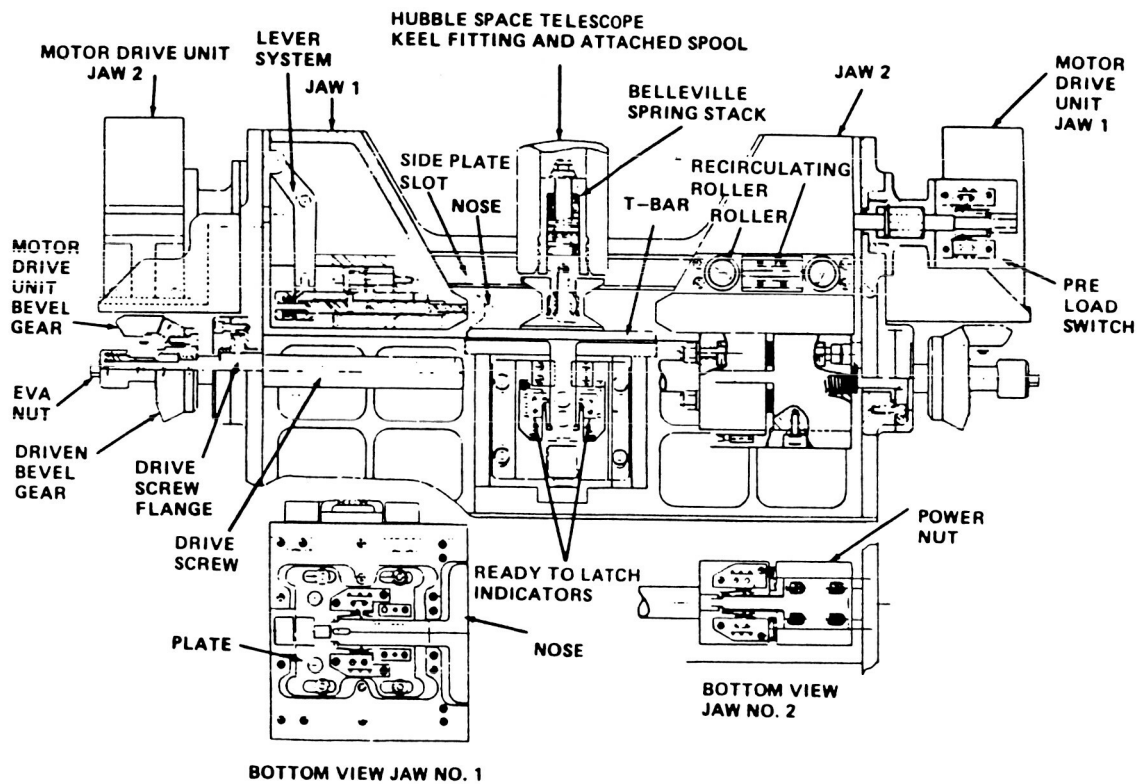 HUBBLE SPACE TELESCOPE
KEEL FITTING AND ATTACHED SPOOL
MOTOR DRIVE UNIT
JAW 2
LEVER
SYSTEM
JAW 1
BELLEVILLE
SPRING STACK
JAW 2
MOTOR
DRIVE
UNIT
JAW 1
SIDE PLATE
SLOT
NOSE
T-BAR
RECIRCULATING
ROLLER
ROLLER
MOTOR
DRIVE
UNIT
BEVEL
GEAR
PRE
LOAD
SWITCH
EVA
NUT
DRIVEN
BEVEL
GEAR
DRIVE
SCREW
FLANGE
DRIVE
SCREW
READY TO LATCH
INDICATORS
POWER
NUT
PLATE
NOSE
BOTTOM VIEW
JAW NO. 2
BOTTOM VIEW JAW NO. 1